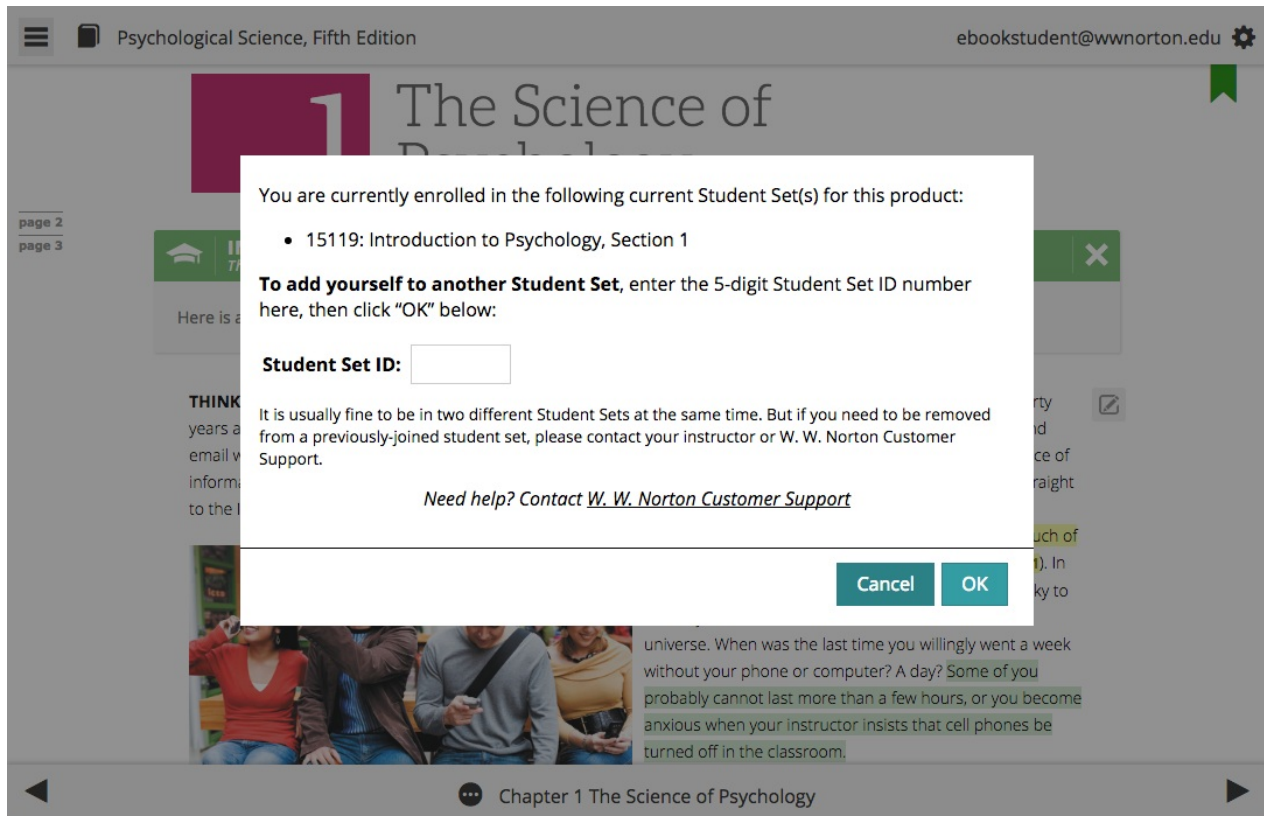 Psychological Science, Fifth Edition
ebookstudent@wwnorton.edu
1
The Science of
Psychology
page 2
page 3
You are currently enrolled in the following current Student Set(s) for this product:
• 15119: Introduction to Psychology, Section 1
To add yourself to another Student Set, enter the 5-digit Student Set ID number
here, then click “OK” below:
Student Set ID:
It is usually fine to be in two different Student Sets at the same time. But if you need to be removed
from a previously-joined student set, please contact your instructor or W. W. Norton Customer
Support.
Need help? Contact W. W. Norton Customer Support
Cancel
OK
Here is
THINK
years
email
to the
ce of
raight
uch of
1). In
ky to
universe. When was the last time you willingly went a week
without your phone or computer? A day? Some of you
probably cannot last more than a few hours, or you become
anxious when your instructor insists that cell phones be
turned off in the classroom.
Chapter 1 The Science of Psychology